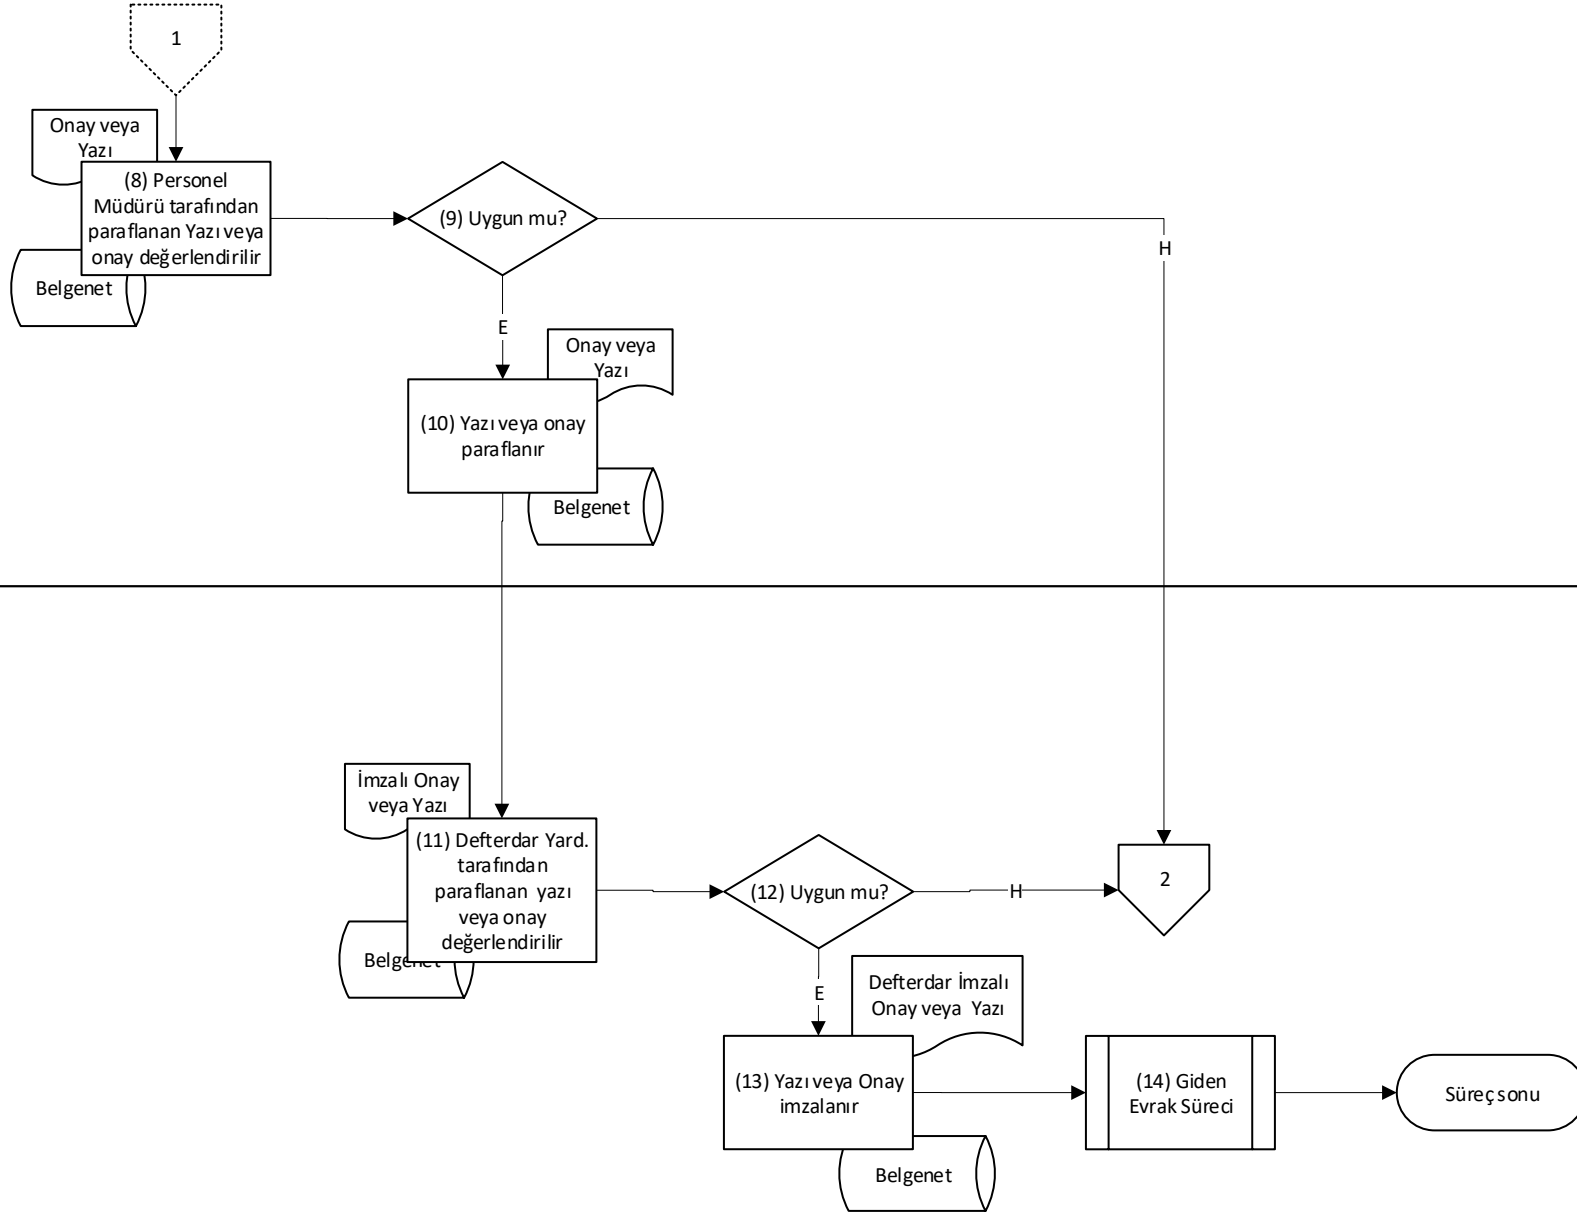 1
Onay veya
Yazı
(8) Personel
Müdürü tarafından
paraflanan Yazı veya
onay değerlendirilir
Belgenet
(9) Uygun mu?
H
E
Onay veya
Yazı
(10) Yazı veya onay
paraflanır
Belgenet
İmzalı Onay
veya Yazı
(11) Defterdar Yard.
tarafından
paraflanan yazı
veya onay
değerlendirilir
Belgenet
(12) Uygun mu?
H
2
E
Defterdar İmzalı
Onay veya Yazı
(13) Yazı veya Onay
imzalanır
Belgenet
(14) Giden
Evrak Süreci
Süreç sonu